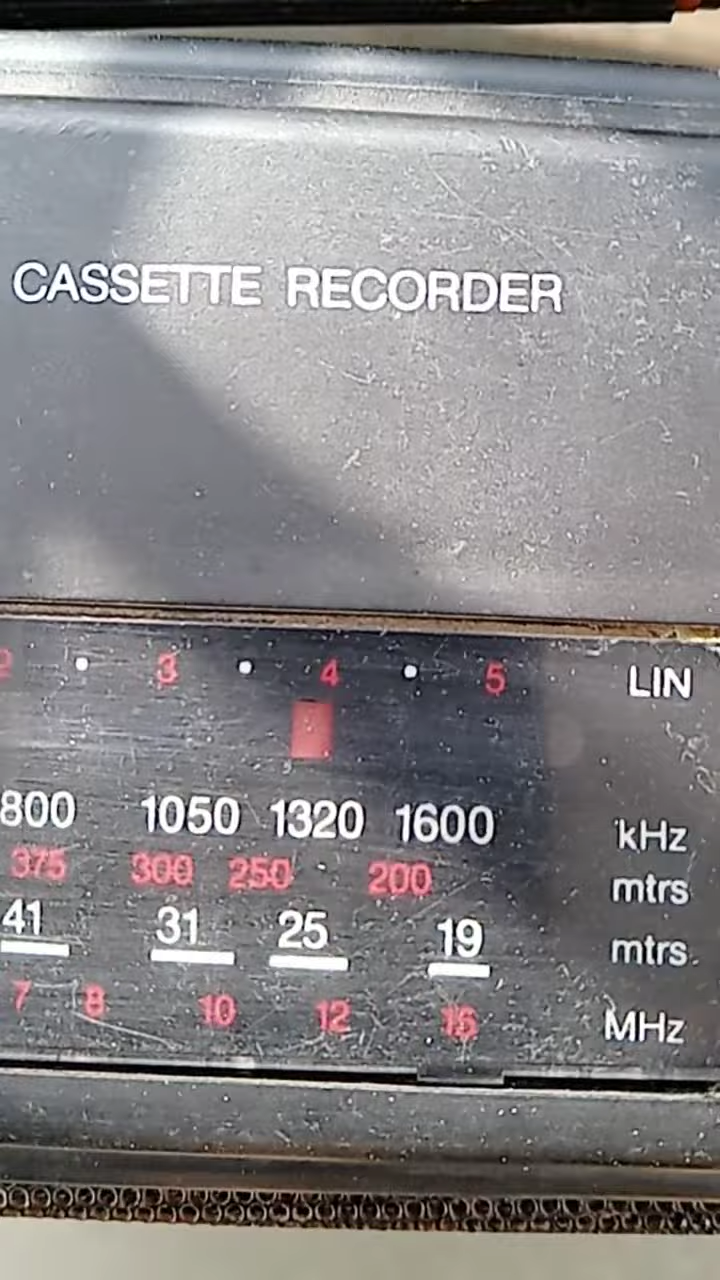 CASSETTE RECORDER
2 • 3 • 4 • 5 LIN
800 1050 1320 1600 kHz
375 300 250 200 mtrs
41 31 25 19 mtrs.
7 8 10 12 16 MHz